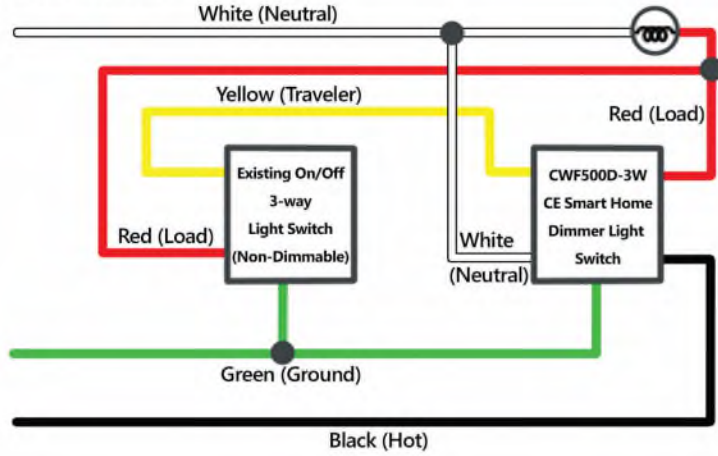 White (Neutral)
Yellow (Traveler)
Red (Load)
Existing On/Off
3-way
Light Switch
(Non-Dimmable)
CWF500D-3W
CE Smart Home
Dimmer Light
Switch
Red (Load)
White
(Neutral)
Green (Ground)
Black (Hot)